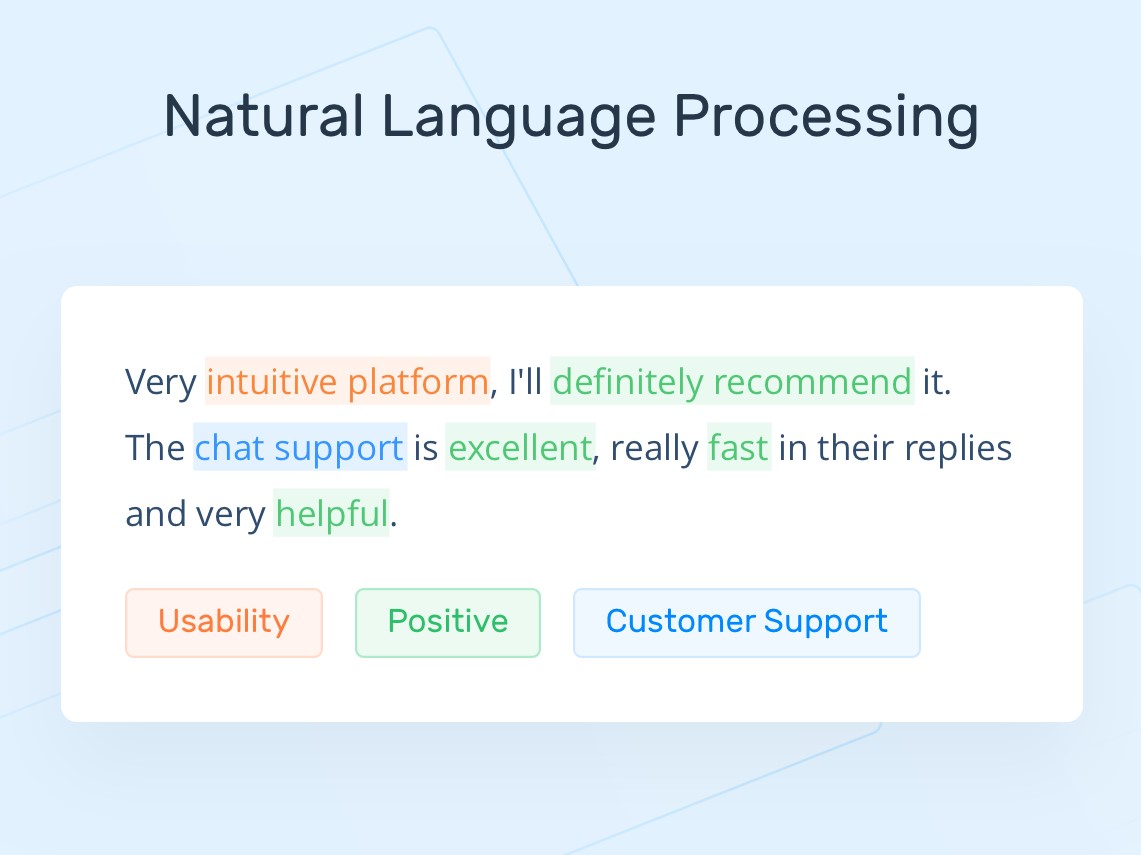 Natural Language Processing
Very intuitive platform, I'll definitely recommend it.
The chat support is excellent, really fast in their replies
and very helpful.
Usability Positive Customer Support